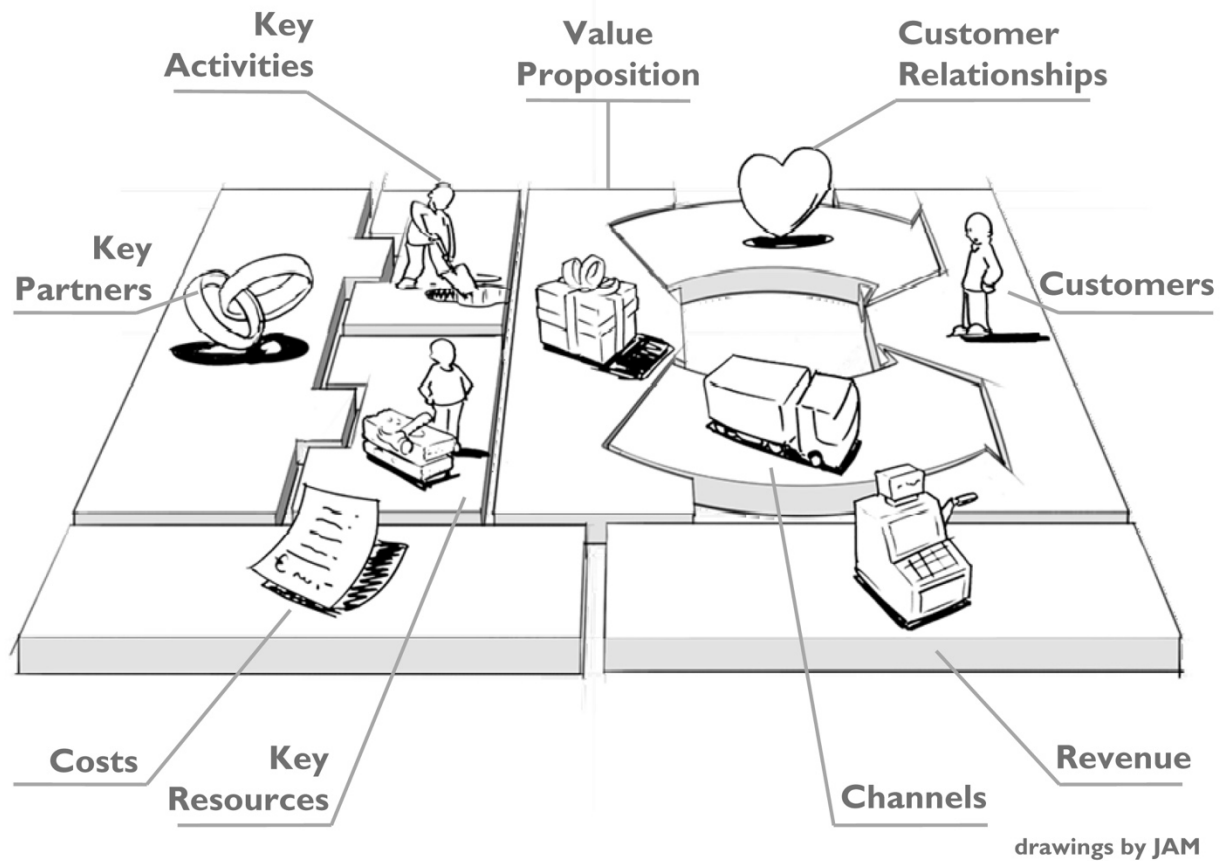 Key
Activities
Value
Proposition
Customer
Relationships
Key
Partners
Customers
Costs
Key
Resources
Channels
Revenue
drawings by JAM